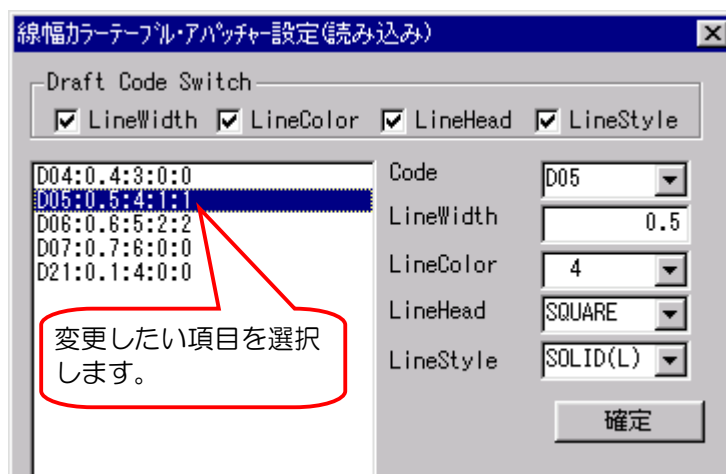 線幅カラーテーブル・アパッチャー設定(読み込み)
Draft Code Switch
LineWidth LineColor LineHead LineStyle
D04:0.4:3:0:0
D05:0.5:4:1:1
D06:0.6:5:2:2
D07:0.7:6:0:0
D21:0.1:4:0:0
変更したい項目を選択
します。
Code D05
LineWidth 0.5
LineColor 4
LineHead SQUARE
LineStyle SOLID(L)
確定